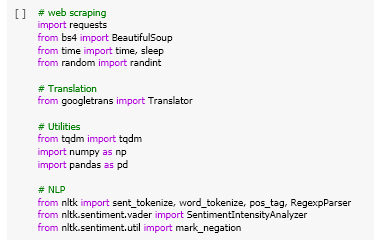 [ ] # web scraping
import requests
from bs4 import BeautifulSoup
from time import time, sleep
from random import randint
# Translation
from googletrans import Translator
# Utilities
from tqdm import tqdm
import numpy as np
import pandas as pd
# NLP
from nltk import sent_tokenize, word_tokenize, pos_tag, RegexpParser
from nltk.sentiment.vader import SentimentIntensityAnalyzer
from nltk.sentiment.util import mark_negation